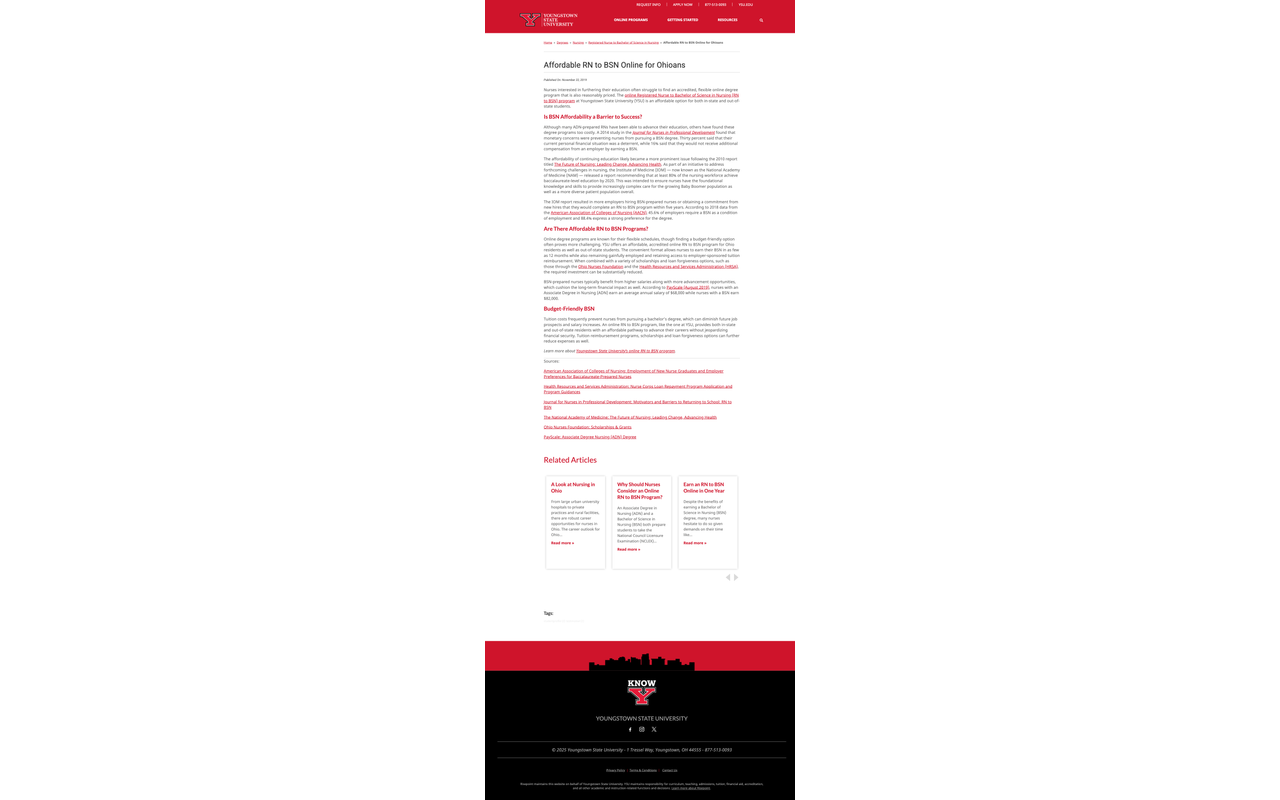 REQUEST INFO | APPLY NOW | 877-513-0093 | YSU.EDU
YOUNGSTOWN
STATE
UNIVERSITY
ONLINE PROGRAMS GETTING STARTED RESOURCES
Home > Degrees > Nursing > Registered Nurse to Bachelor of Science in Nursing > Affordable RN to BSN Online for Ohioans
Affordable RN to BSN Online for Ohioans
Nurses interested in furthering their education often struggle to find an accredited, flexible online degree
program that is also reasonably priced. The online Registered Nurse to Bachelor of Science in Nursing (RN
to BSN) program at Youngstown State University (YSU) is an affordable option for both in-state and out-of-
state students.
Is BSN Affordability a Barrier to Success?
Although many ADN-prepared RNs have been able to advance their education, others have found these
degree programs too costly. A 2014 study in the Journal for Nurses in Professional Development found that
monetary concerns were preventing nurses from pursuing a BSN degree. Thirty percent said that their
current personal financial situation was a deterrent, while 10% said they would not receive additional
compensation from an employer by earning a BSN.
The affordability of continuing education likely became a more prominent issue following the 2010 report
titled The Future of Nursing: Leading Change, Advancing Health. As part of an initiative to address
forthcoming challenges in nursing, the Institute of Medicine (IOM) — now known as the National Academy
of Medicine (NAM) — released a report recommending that at least 80% of the nursing workforce achieve
baccalaureate-level education by 2020. This was intended to ensure nurses have the foundational
knowledge and skills to provide increasingly complex care for the growing Baby Boomer population as
well as a more diverse patient population overall.
The IOM report resulted in more employers hiring BSN-prepared nurses or obtaining a commitment from
new hires that they would complete an RN to BSN program within five years. According to 2018 data from
the American Association of Colleges of Nursing (AACN), 45.6% of employers require a BSN as a condition
of employment and 88.4% express a strong preference for the degree.
Are There Affordable RN to BSN Programs?
Online degree programs are known for their flexible schedules, though finding a budget-friendly option
often proves more challenging. YSU offers an affordable, accredited online RN to BSN program for Ohio
residents as well as out-of-state students. The convenient format allows nurses to earn their BSN in as few
as 12 months while also remaining gainfully employed and retaining access to employer-sponsored tuition
reimbursement. When combined with a variety of scholarships and loan forgiveness options, such as
those through the Ohio Nurses Foundation and the Health Resources and Services Administration (HRSA),
the required investment can be substantially reduced.
BSN-prepared nurses typically benefit from higher salaries along with more advancement opportunities,
which cushion the long-term financial impact as well. According to PayScale (August 2019), nurses with an
Associate Degree in Nursing (ADN) earn an average annual salary of $68,000 while nurses with a BSN earn
$82,000.
Budget-Friendly BSN
Tuition costs frequently prevent nurses from pursuing a bachelor's degree, which can diminish future job
prospects and salary increases. An online RN to BSN program, like the one at YSU, provides both in-state
and out-of-state residents with an affordable pathway to advance their careers without jeopardizing
financial security. Tuition reimbursement programs, scholarships and loan forgiveness options can further
reduce expenses as well.
Learn more about Youngstown State University's online RN to BSN program.
Sources:
American Association of Colleges of Nursing: Employment of New Nurse Graduates and Employer
Preferences for Baccalaureate-Prepared Nurses
Health Resources and Services Administration: Nurse Corps Loan Repayment Program Application and
Program Guidances
Journal for Nurses in Professional Development: Motivators and Barriers to Returning to School: RN to
BSN
The National Academy of Medicine: The Future of Nursing: Leading Change, Advancing Health
Ohio Nurses Foundation: Scholarships & Grants
PayScale: Associate Degree Nursing (ADN) Degree
Related Articles
A Look at Nursing in
Ohio
From large urban university
hospitals to private
practices and rural facilities,
there are robust career
opportunities for nurses in
Ohio. The career outlook for
Ohio…
Read more »
Why Should Nurses
Consider an Online
RN to BSN Program?
An Associate Degree in
Nursing (ADN) and a
Bachelor of Science in
Nursing (BSN) both prepare
students to take the
National Council Licensure
Examination (NCLEX)…
Read more »
Earn an RN to BSN
Online in One Year
Despite the benefits of
earning a Bachelor of
Science in Nursing (BSN)
degree, many nurses
hesitate to do so given
demands on their time
like…
Read more »
Tags:
KNOW
Y
YOUNGSTOWN STATE UNIVERSITY
© 2025 Youngstown State University - 1 Tressel Way, Youngstown, OH 44555 - 877-513-0093
Privacy Policy Terms & Conditions Contact Us